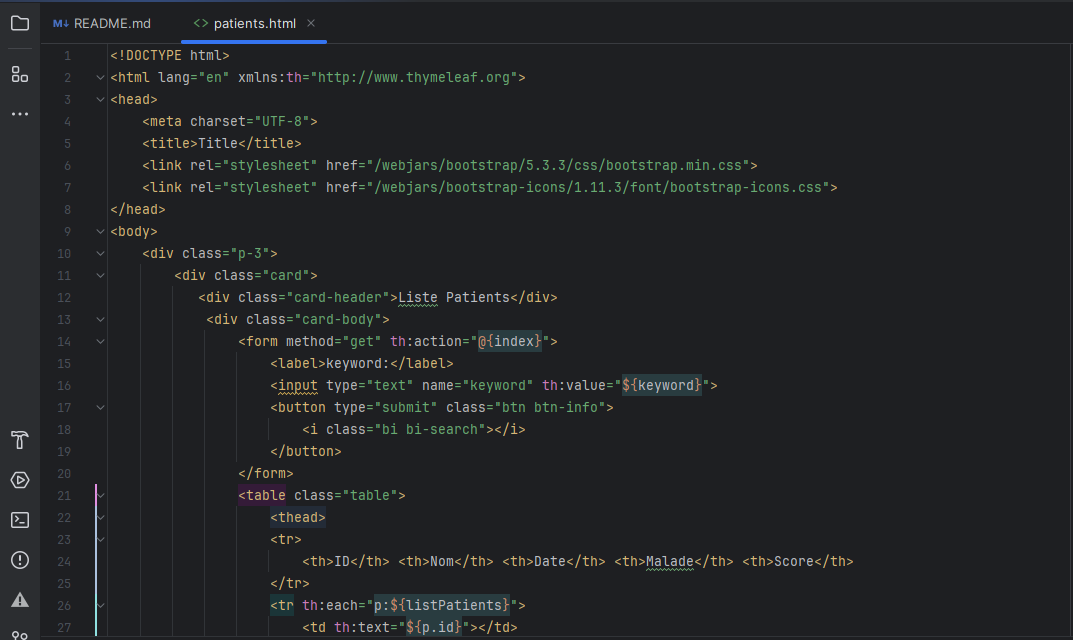 M↓ README.md
<> patients.html ×
1 <!DOCTYPE html>
2 <html lang="en" xmlns:th="http://www.thymeleaf.org">
3 <head>
4 <meta charset="UTF-8">
5 <title>Title</title>
6 <link rel="stylesheet" href="/webjars/bootstrap/5.3.3/css/bootstrap.min.css">
7 <link rel="stylesheet" href="/webjars/bootstrap-icons/1.11.3/font/bootstrap-icons.css">
8 </head>
9 <body>
10 <div class="p-3">
11 <div class="card">
12 <div class="card-header">Liste Patients</div>
13 <div class="card-body">
14 <form method="get" th:action="@{index}">
15 <label>keyword:</label>
16 <input type="text" name="keyword" th:value="${keyword}">
17 <button type="submit" class="btn btn-info">
18 <i class="bi bi-search"></i>
19 </button>
20 </form>
21 <table class="table">
22 <thead>
23 <tr>
24 <th>ID</th> <th>Nom</th> <th>Date</th> <th>Malade</th> <th>Score</th>
25 </tr>
26 <tr th:each="p:${listPatients}">
27 <td th:text="${p.id}"></td>